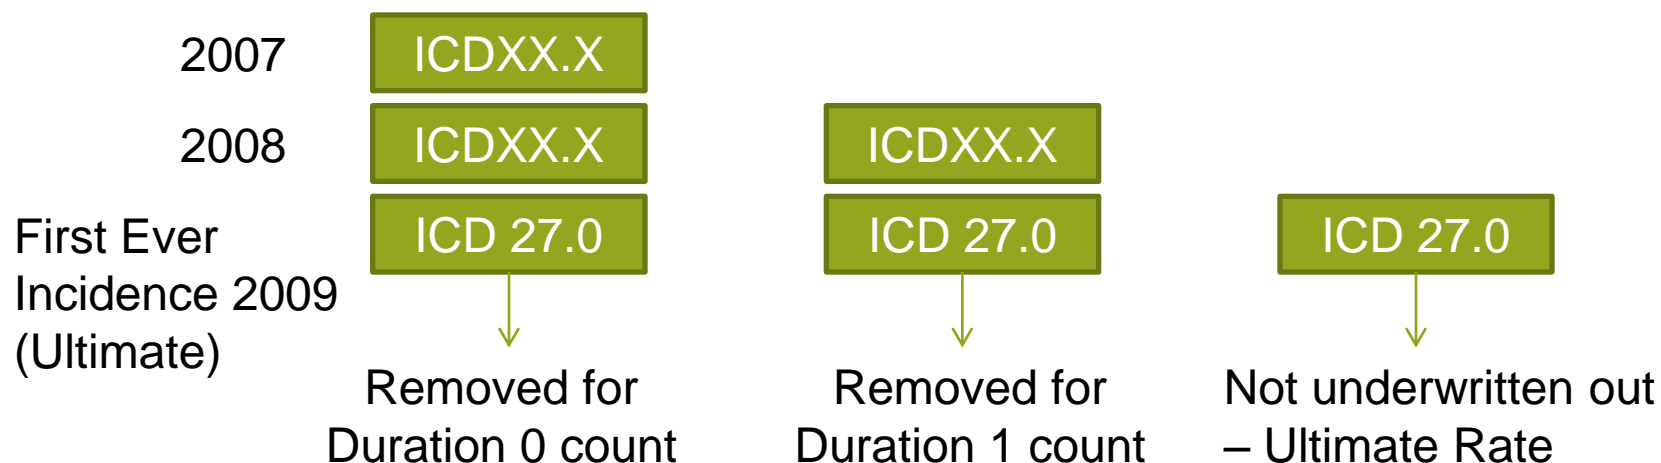 2007
ICDXX.X
2008
ICDXX.X
ICDXX.X
First Ever
Incidence 2009
(Ultimate)
ICD 27.0
ICD 27.0
ICD 27.0
Removed for
Duration 0 count
Removed for
Duration 1 count
Not underwritten out
– Ultimate Rate